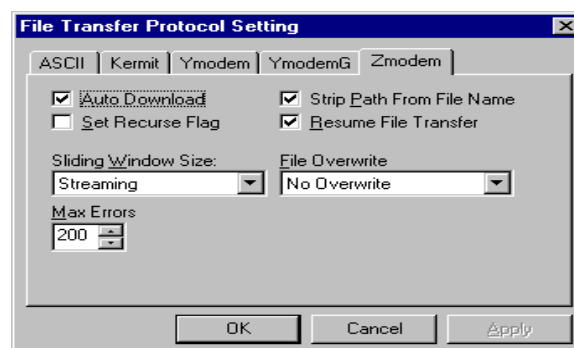 File Transfer Protocol Setting
ASCII Kermit Ymodem YmodemG Zmodem
Auto Download Strip Path From File Name
Set Recurse Flag Resume File Transfer
Sliding Window Size: File Overwrite
Streaming No Overwrite
Max Errors
200
OK Cancel Apply